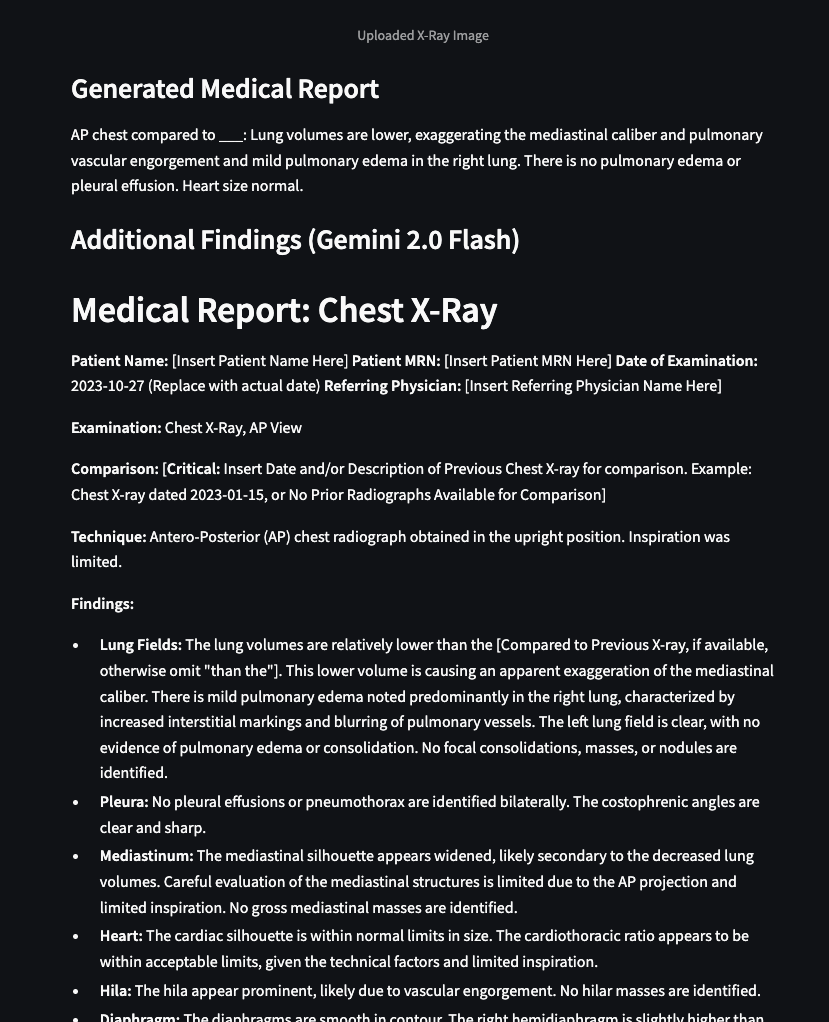 Uploaded X-Ray Image
Generated Medical Report
AP chest compared to ___: Lung volumes are lower, exaggerating the mediastinal caliber and pulmonary
vascular engorgement and mild pulmonary edema in the right lung. There is no pulmonary edema or
pleural effusion. Heart size normal.
Additional Findings (Gemini 2.0 Flash)
Medical Report: Chest X-Ray
Patient Name: [Insert Patient Name Here] Patient MRN: [Insert Patient MRN Here] Date of Examination:
2023-10-27 (Replace with actual date) Referring Physician: [Insert Referring Physician Name Here]
Examination: Chest X-Ray, AP View
Comparison: [Critical: Insert Date and/or Description of Previous Chest X-ray for comparison. Example:
Chest X-ray dated 2023-01-15, or No Prior Radiographs Available for Comparison]
Technique: Antero-Posterior (AP) chest radiograph obtained in the upright position. Inspiration was
limited.
Findings:
• Lung Fields: The lung volumes are relatively lower than the [Compared to Previous X-ray, if available,
otherwise omit "than the"]. This lower volume is causing an apparent exaggeration of the mediastinal
caliber. There is mild pulmonary edema noted predominantly in the right lung, characterized by
increased interstitial markings and blurring of pulmonary vessels. The left lung field is clear, with no
evidence of pulmonary edema or consolidation. No focal consolidations, masses, or nodules are
identified.
• Pleura: No pleural effusions or pneumothorax are identified bilaterally. The costophrenic angles are
clear and sharp.
• Mediastinum: The mediastinal silhouette appears widened, likely secondary to the decreased lung
volumes. Careful evaluation of the mediastinal structures is limited due to the AP projection and
limited inspiration. No gross mediastinal masses are identified.
• Heart: The cardiac silhouette is within normal limits in size. The cardiothoracic ratio appears to be
within acceptable limits, given the technical factors and limited inspiration.
• Hila: The hila appear prominent, likely due to vascular engorgement. No hilar masses are identified.
• Diaphragm: The diaphragms are smooth in contour. The right hemidiaphragm is slightly higher than